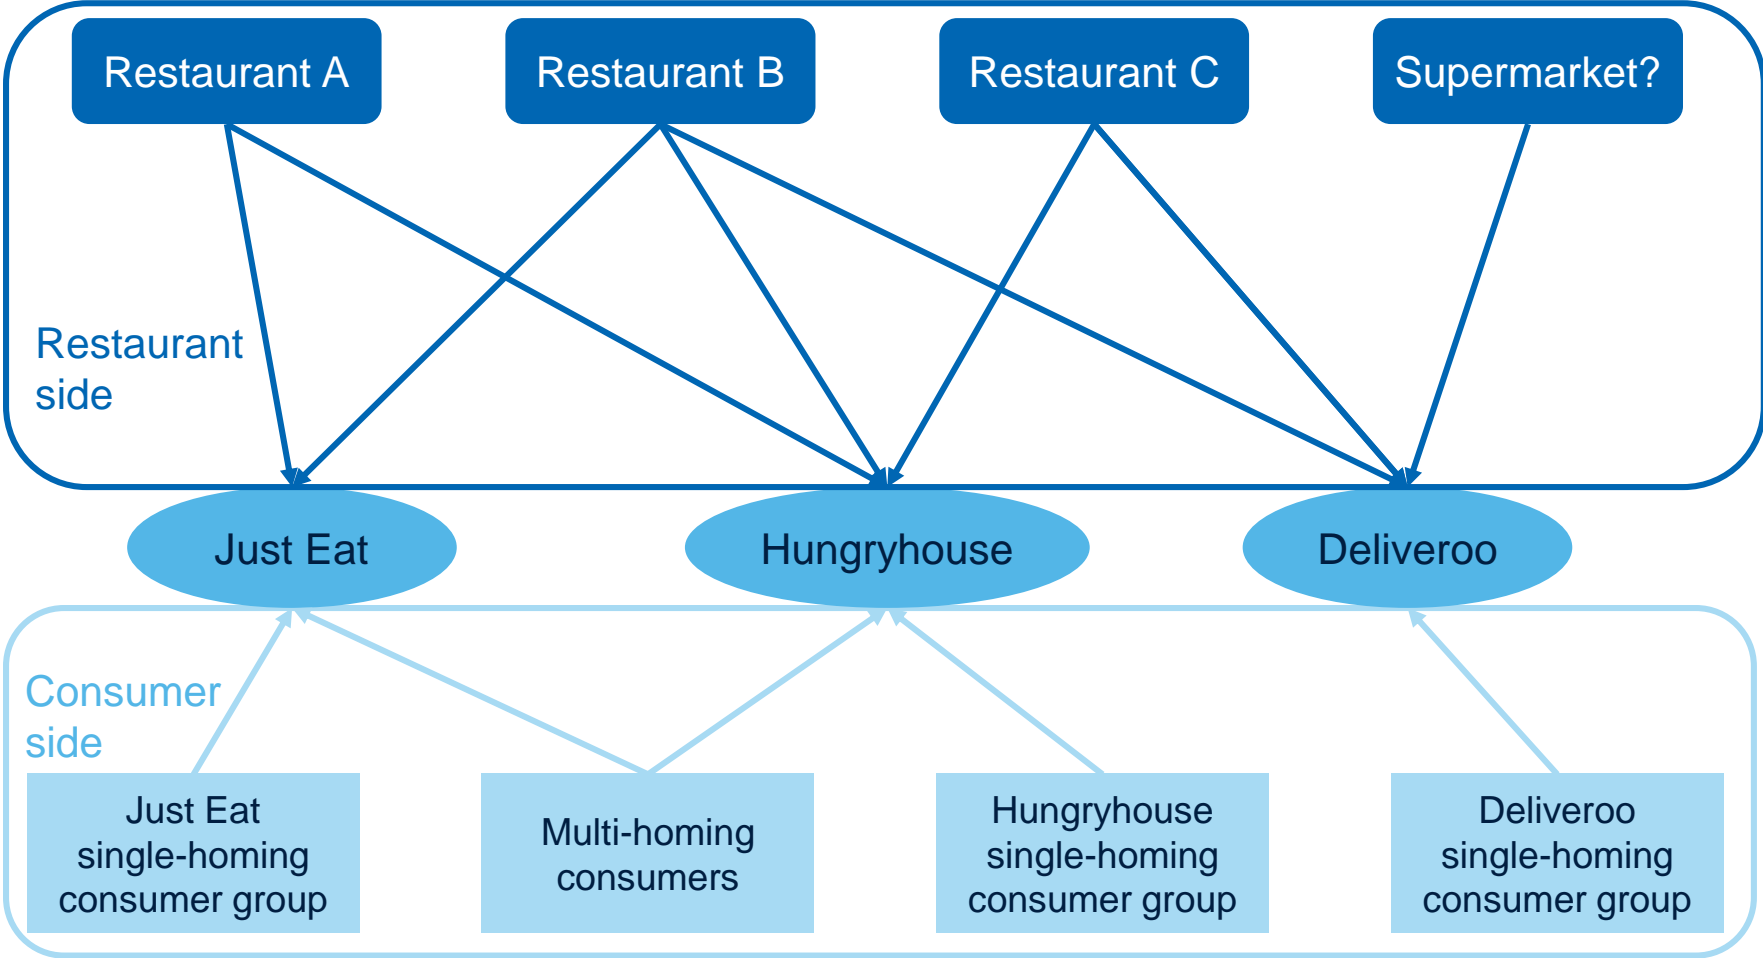 Restaurant A
Restaurant B
Restaurant C
Supermarket?
Restaurant
side
Just Eat
Hungryhouse
Deliveroo
Consumer
side
Just Eat
single-homing
consumer group
Multi-homing
consumers
Hungryhouse
single-homing
consumer group
Deliveroo
single-homing
consumer group